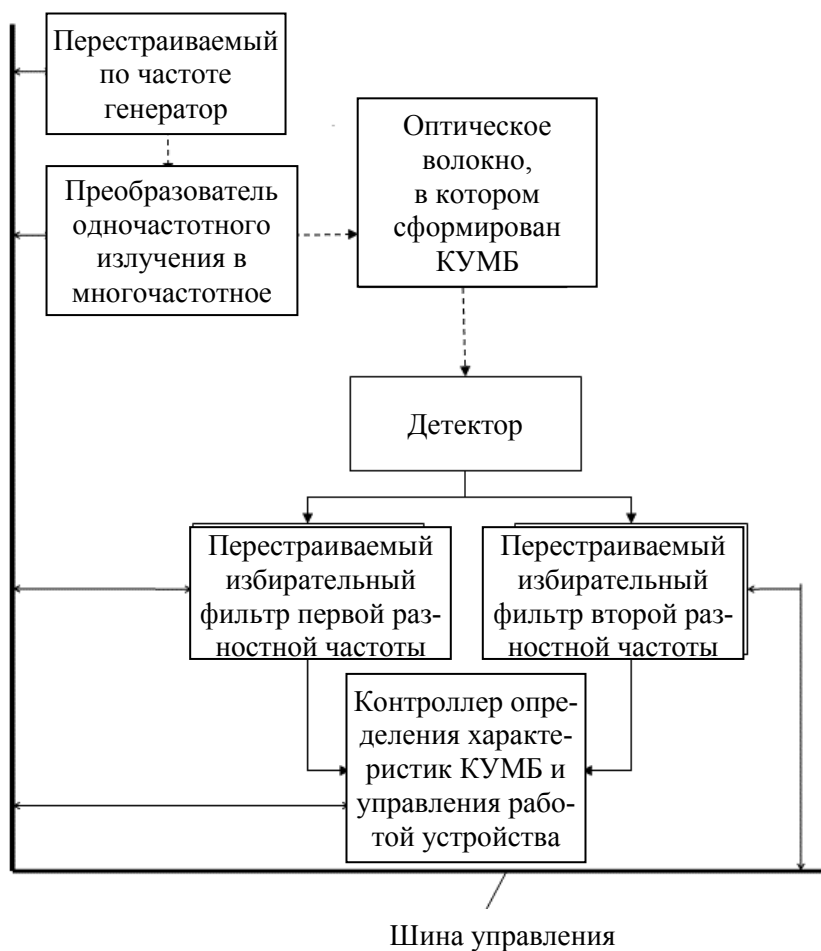 Перестраиваемый
по частоте
генератор
Преобразователь
одночастотного
излучения в
многочастотное
Оптическое
волокно,
в котором
сформирован
КУМБ
Детектор
Перестраиваемый
избирательный
фильтр первой раз-
ностной частоты
Перестраиваемый
избирательный
фильтр второй раз-
ностной частоты
Контроллер опре-
деления характе-
ристик КУМБ и
управления рабо-
той устройства
Шина управления